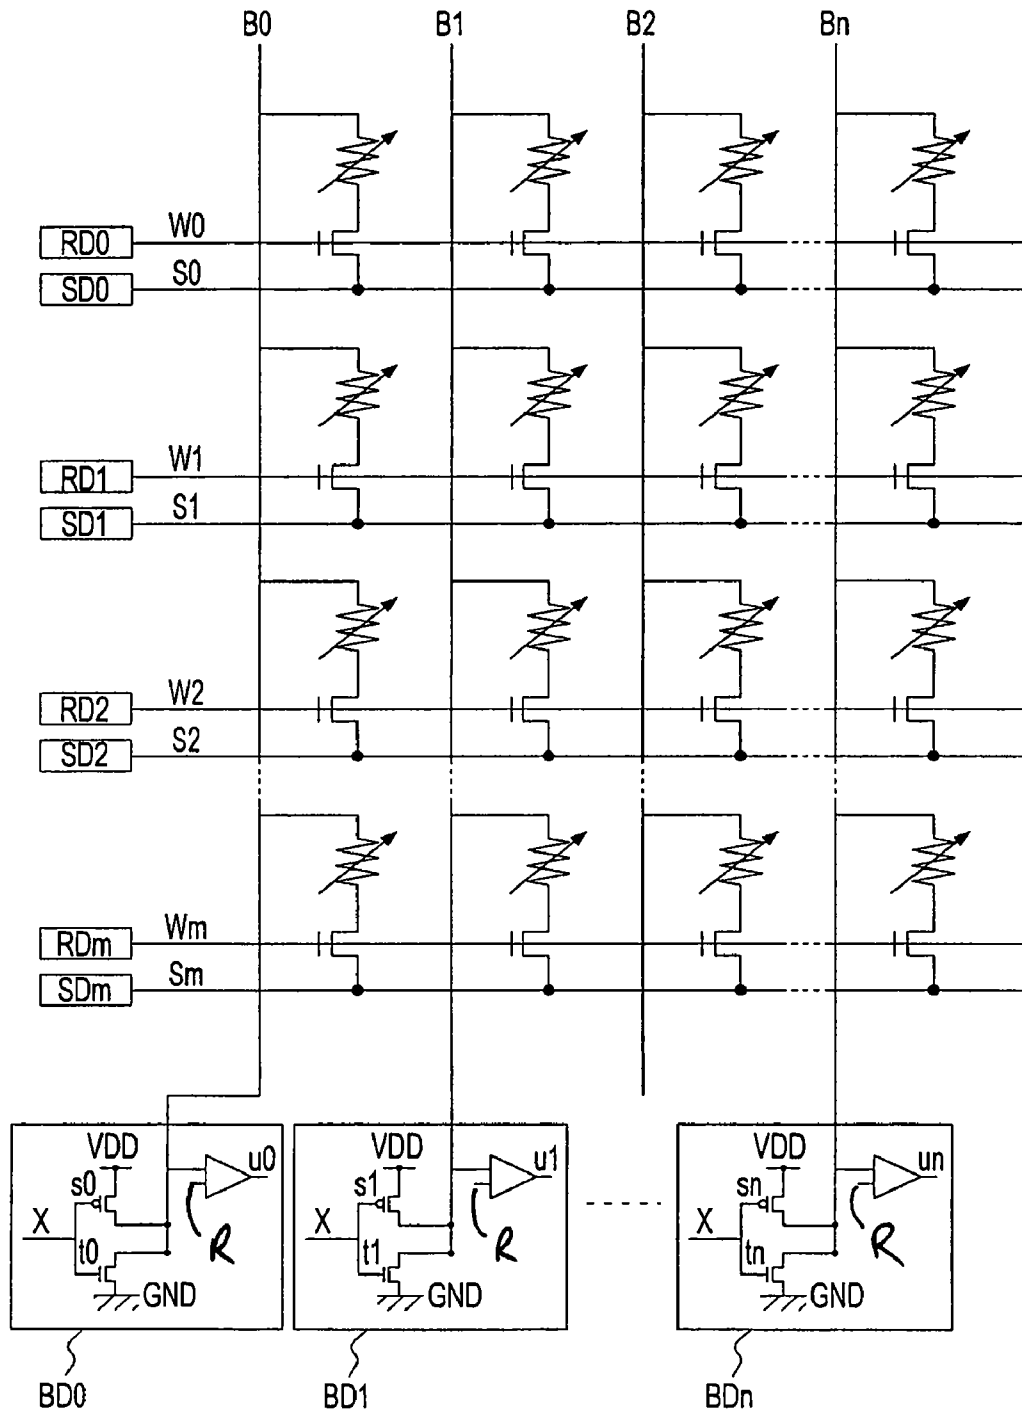 B0 B1 B2 Bn
RD0 W0
SD0 S0
RD1 W1
SD1 S1
RD2 W2
SD2 S2
RDm Wm
SDm Sm
VDD u0 VDD u1 VDD un
s0 s1 sn
X R X R X R
t0 t1 tn
GND GND GND
BD0 BD1 BDn